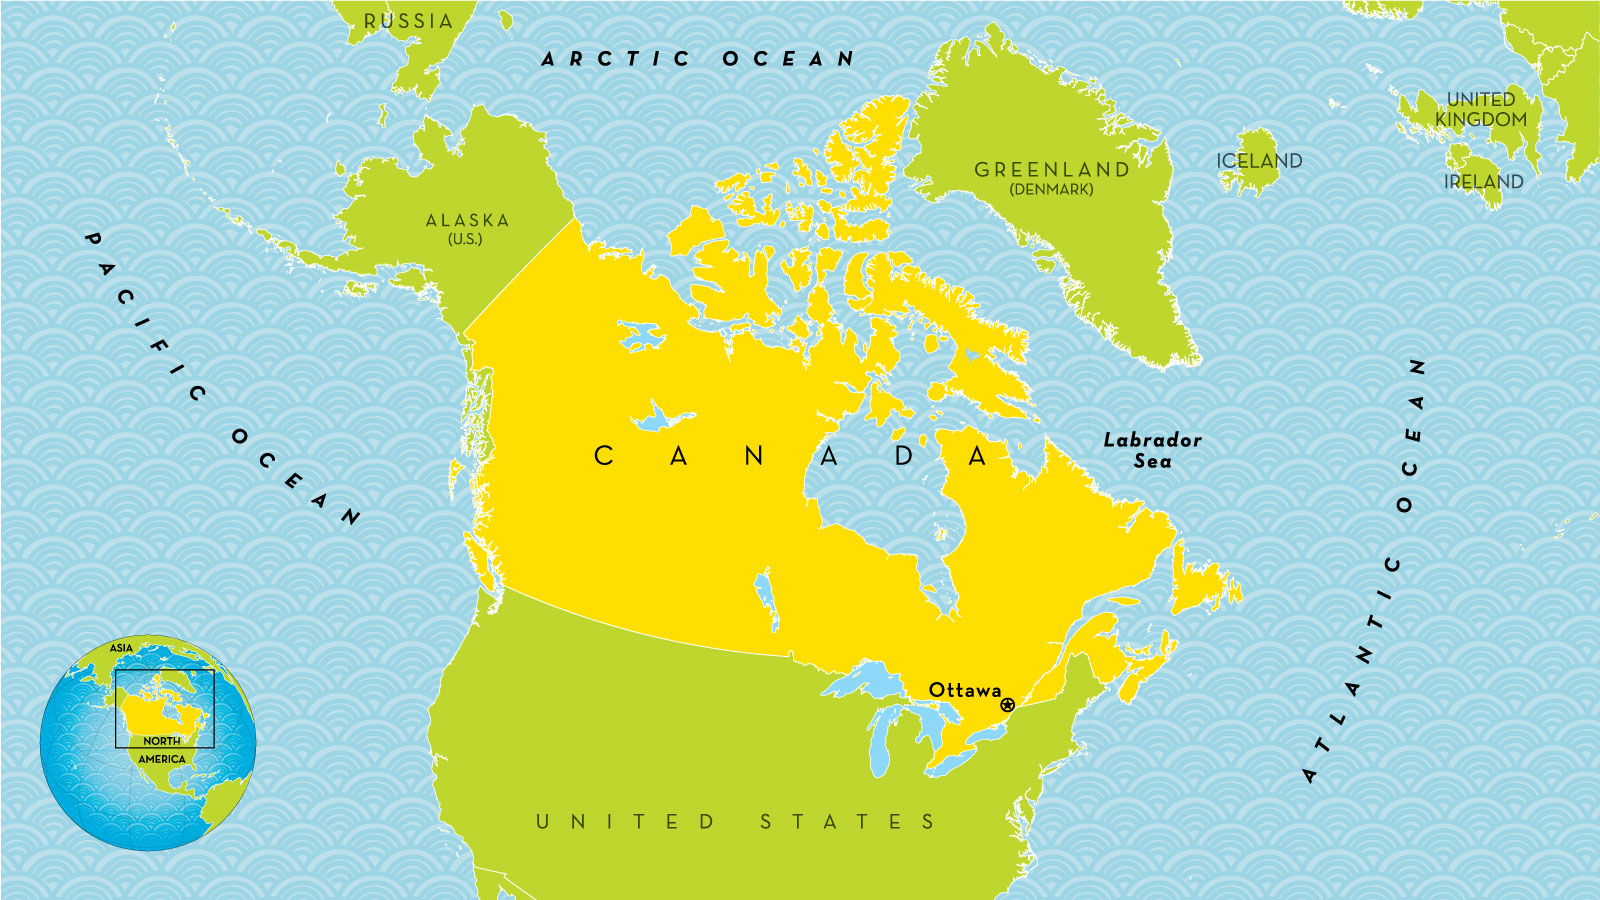 RUSSIA
ARCTIC OCEAN
UNITED
KINGDOM
ICELAND
GREENLAND
(DENMARK)
IRELAND
ALASKA
(U.S.)
PACIFIC OCEAN
CANADA
Labrador
Sea
ATLANTIC OCEAN
Ottawa
UNITED STATES
ASIA
NORTH
AMERICA